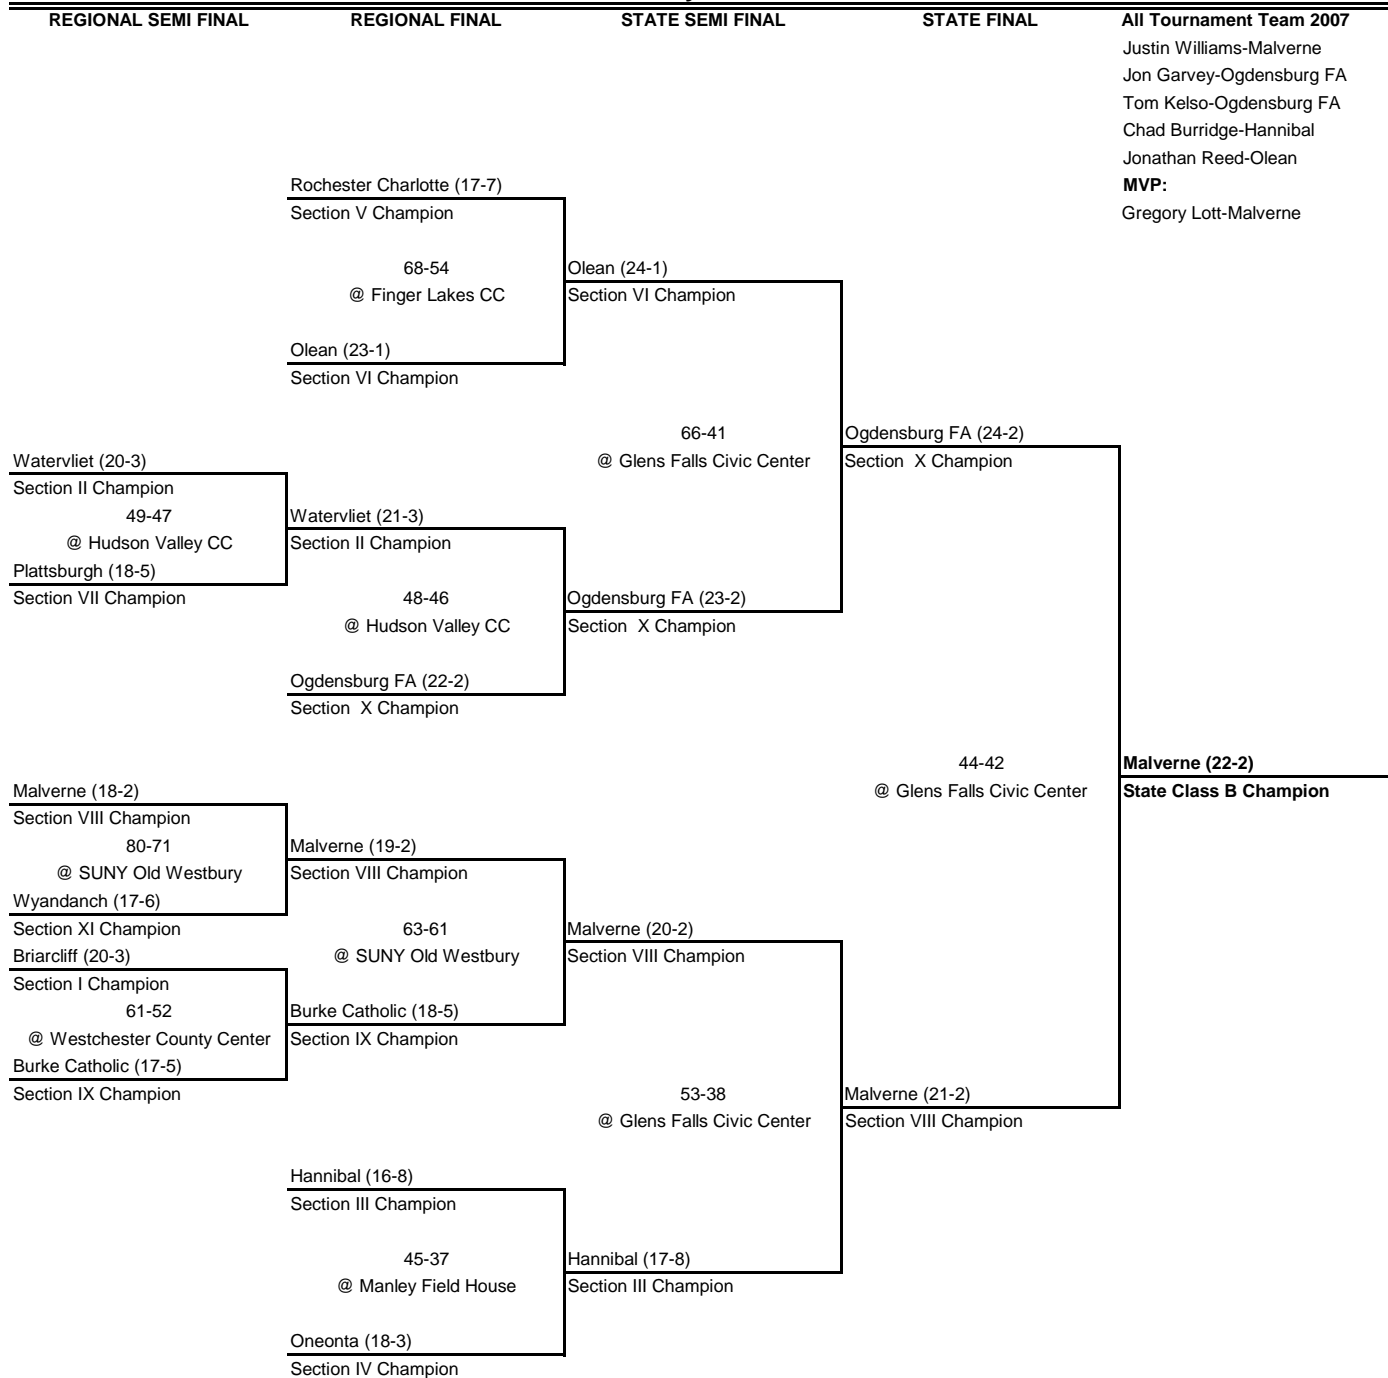 REGIONAL SEMI FINAL REGIONAL FINAL STATE SEMI FINAL STATE FINAL All Tournament Team 2007
Justin Williams-Malverne
Jon Garvey-Ogdensburg FA
Tom Kelso-Ogdensburg FA
Chad Burridge-Hannibal
Jonathan Reed-Olean
Rochester Charlotte (17-7) MVP:
Section V Champion Gregory Lott-Malverne
68-54 Olean (24-1)
@ Finger Lakes CC Section VI Champion
Olean (23-1)
Section VI Champion
66-41 Ogdensburg FA (24-2)
Watervliet (20-3) @ Glens Falls Civic Center Section  X Champion
Section II Champion
49-47 Watervliet (21-3)
@ Hudson Valley CC Section II Champion
Plattsburgh (18-5)
Section VII Champion 48-46 Ogdensburg FA (23-2)
@ Hudson Valley CC Section  X Champion
Ogdensburg FA (22-2)
Section  X Champion
44-42 Malverne (22-2)
Malverne (18-2) @ Glens Falls Civic Center State Class B Champion
Section VIII Champion
80-71 Malverne (19-2)
@ SUNY Old Westbury Section VIII Champion
Wyandanch (17-6)
Section XI Champion 63-61 Malverne (20-2)
Briarcliff (20-3) @ SUNY Old Westbury Section VIII Champion
Section I Champion
61-52 Burke Catholic (18-5)
@ Westchester County Center Section IX Champion
Burke Catholic (17-5)
Section IX Champion 53-38 Malverne (21-2)
@ Glens Falls Civic Center Section VIII Champion
Hannibal (16-8)
Section III Champion
45-37 Hannibal (17-8)
@ Manley Field House Section III Champion
Oneonta (18-3)
Section IV Champion